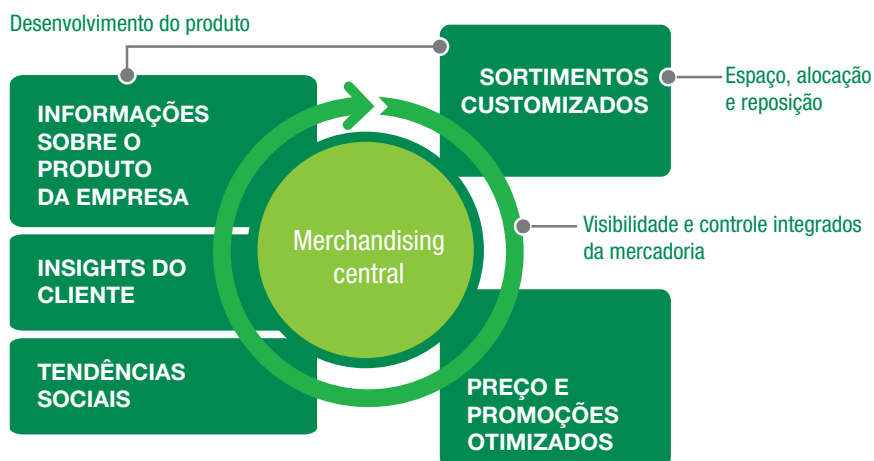 Desenvolvimento do produto
INFORMAÇÕES
SOBRE O
PRODUTO
DA EMPRESA
INSIGHTS DO
CLIENTE
TENDÊNCIAS
SOCIAIS
Merchandising
central
SORTIMENTOS
CUSTOMIZADOS
Espaço, alocação
e reposição
Visibilidade e controle integrados
da mercadoria
PREÇO E
PROMOÇÕES
OTIMIZADOS